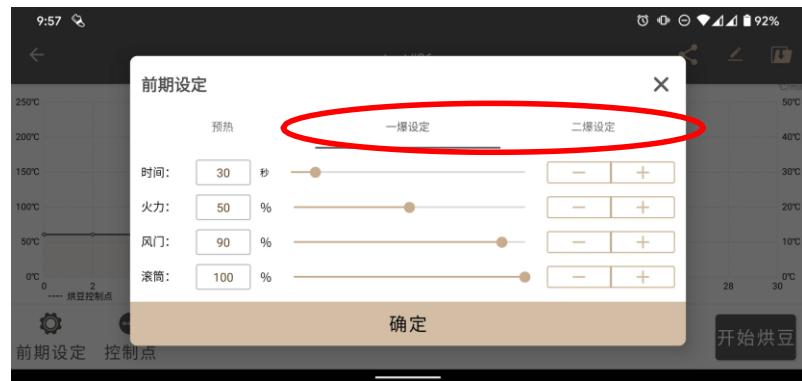 9:57 92%
前期设定
预热 一爆设定 二爆设定
时间: 30 秒 − +
火力: 50 % − +
风门: 90 % − +
滚筒: 100 % − +
确定
250℃ 50℃
200℃ 40℃
150℃ 30℃
100℃ 20℃
50℃ 10℃
0℃ 0℃
0 2 28 30
---- 烘豆控制点
前期设定 控制点 开始烘豆